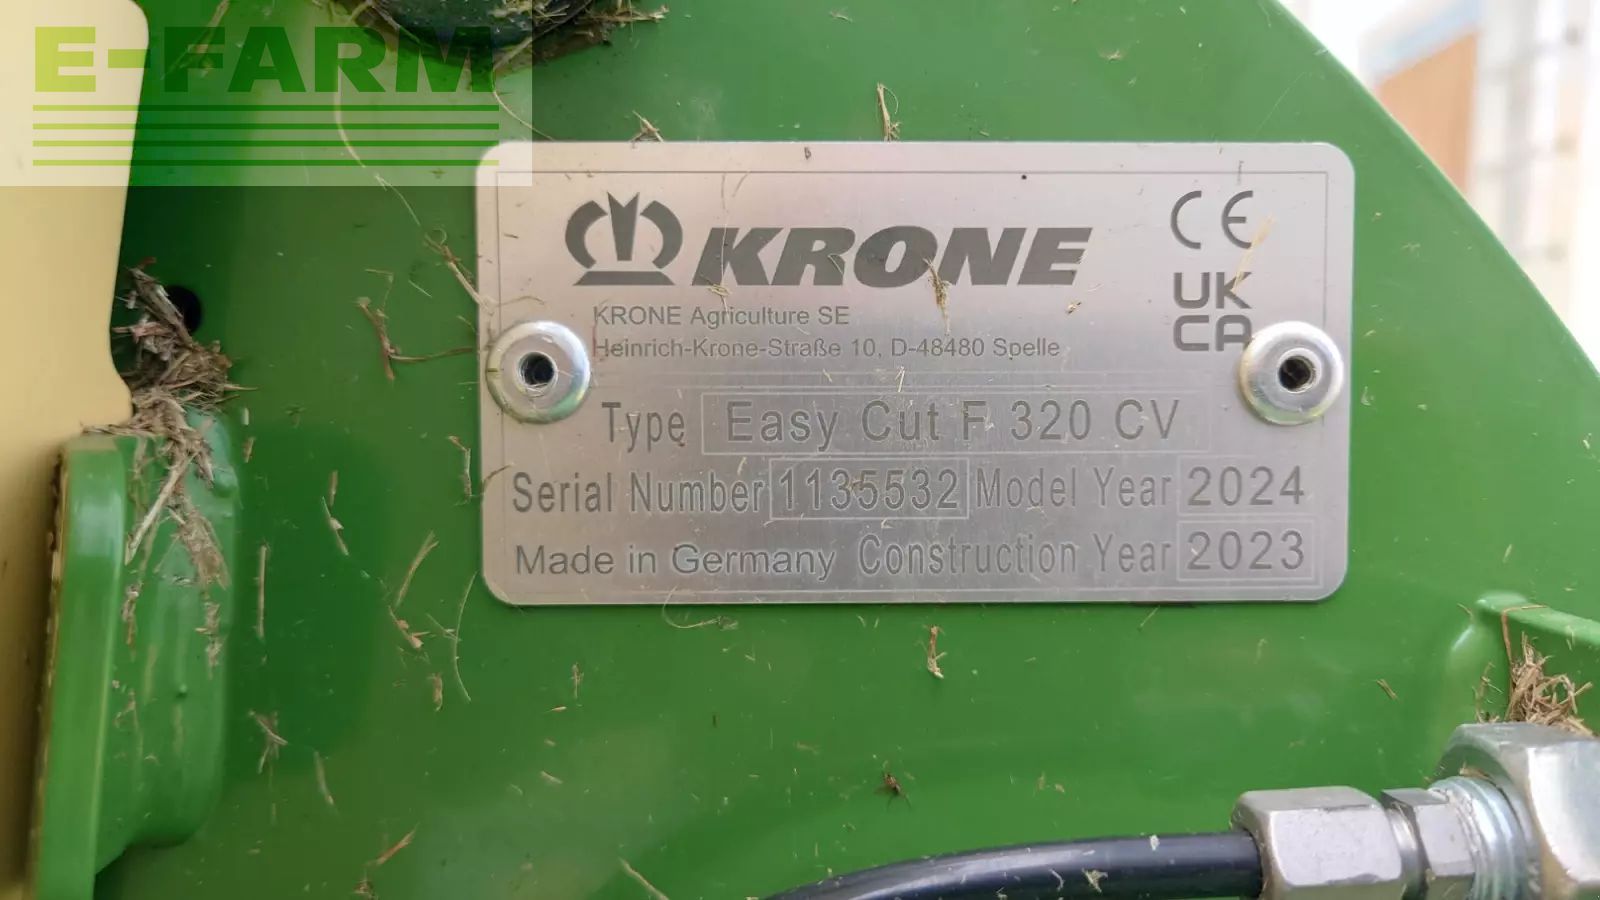 E-FARM
KRONE
CE
KRONE Agriculture SE
UK
CA
Heinrich-Krone-Straße 10, D-48480 Spelle
Type Easy Cut F 320 CV
Serial Number 1135532 Model Year 2024
Made in Germany Construction Year 2023